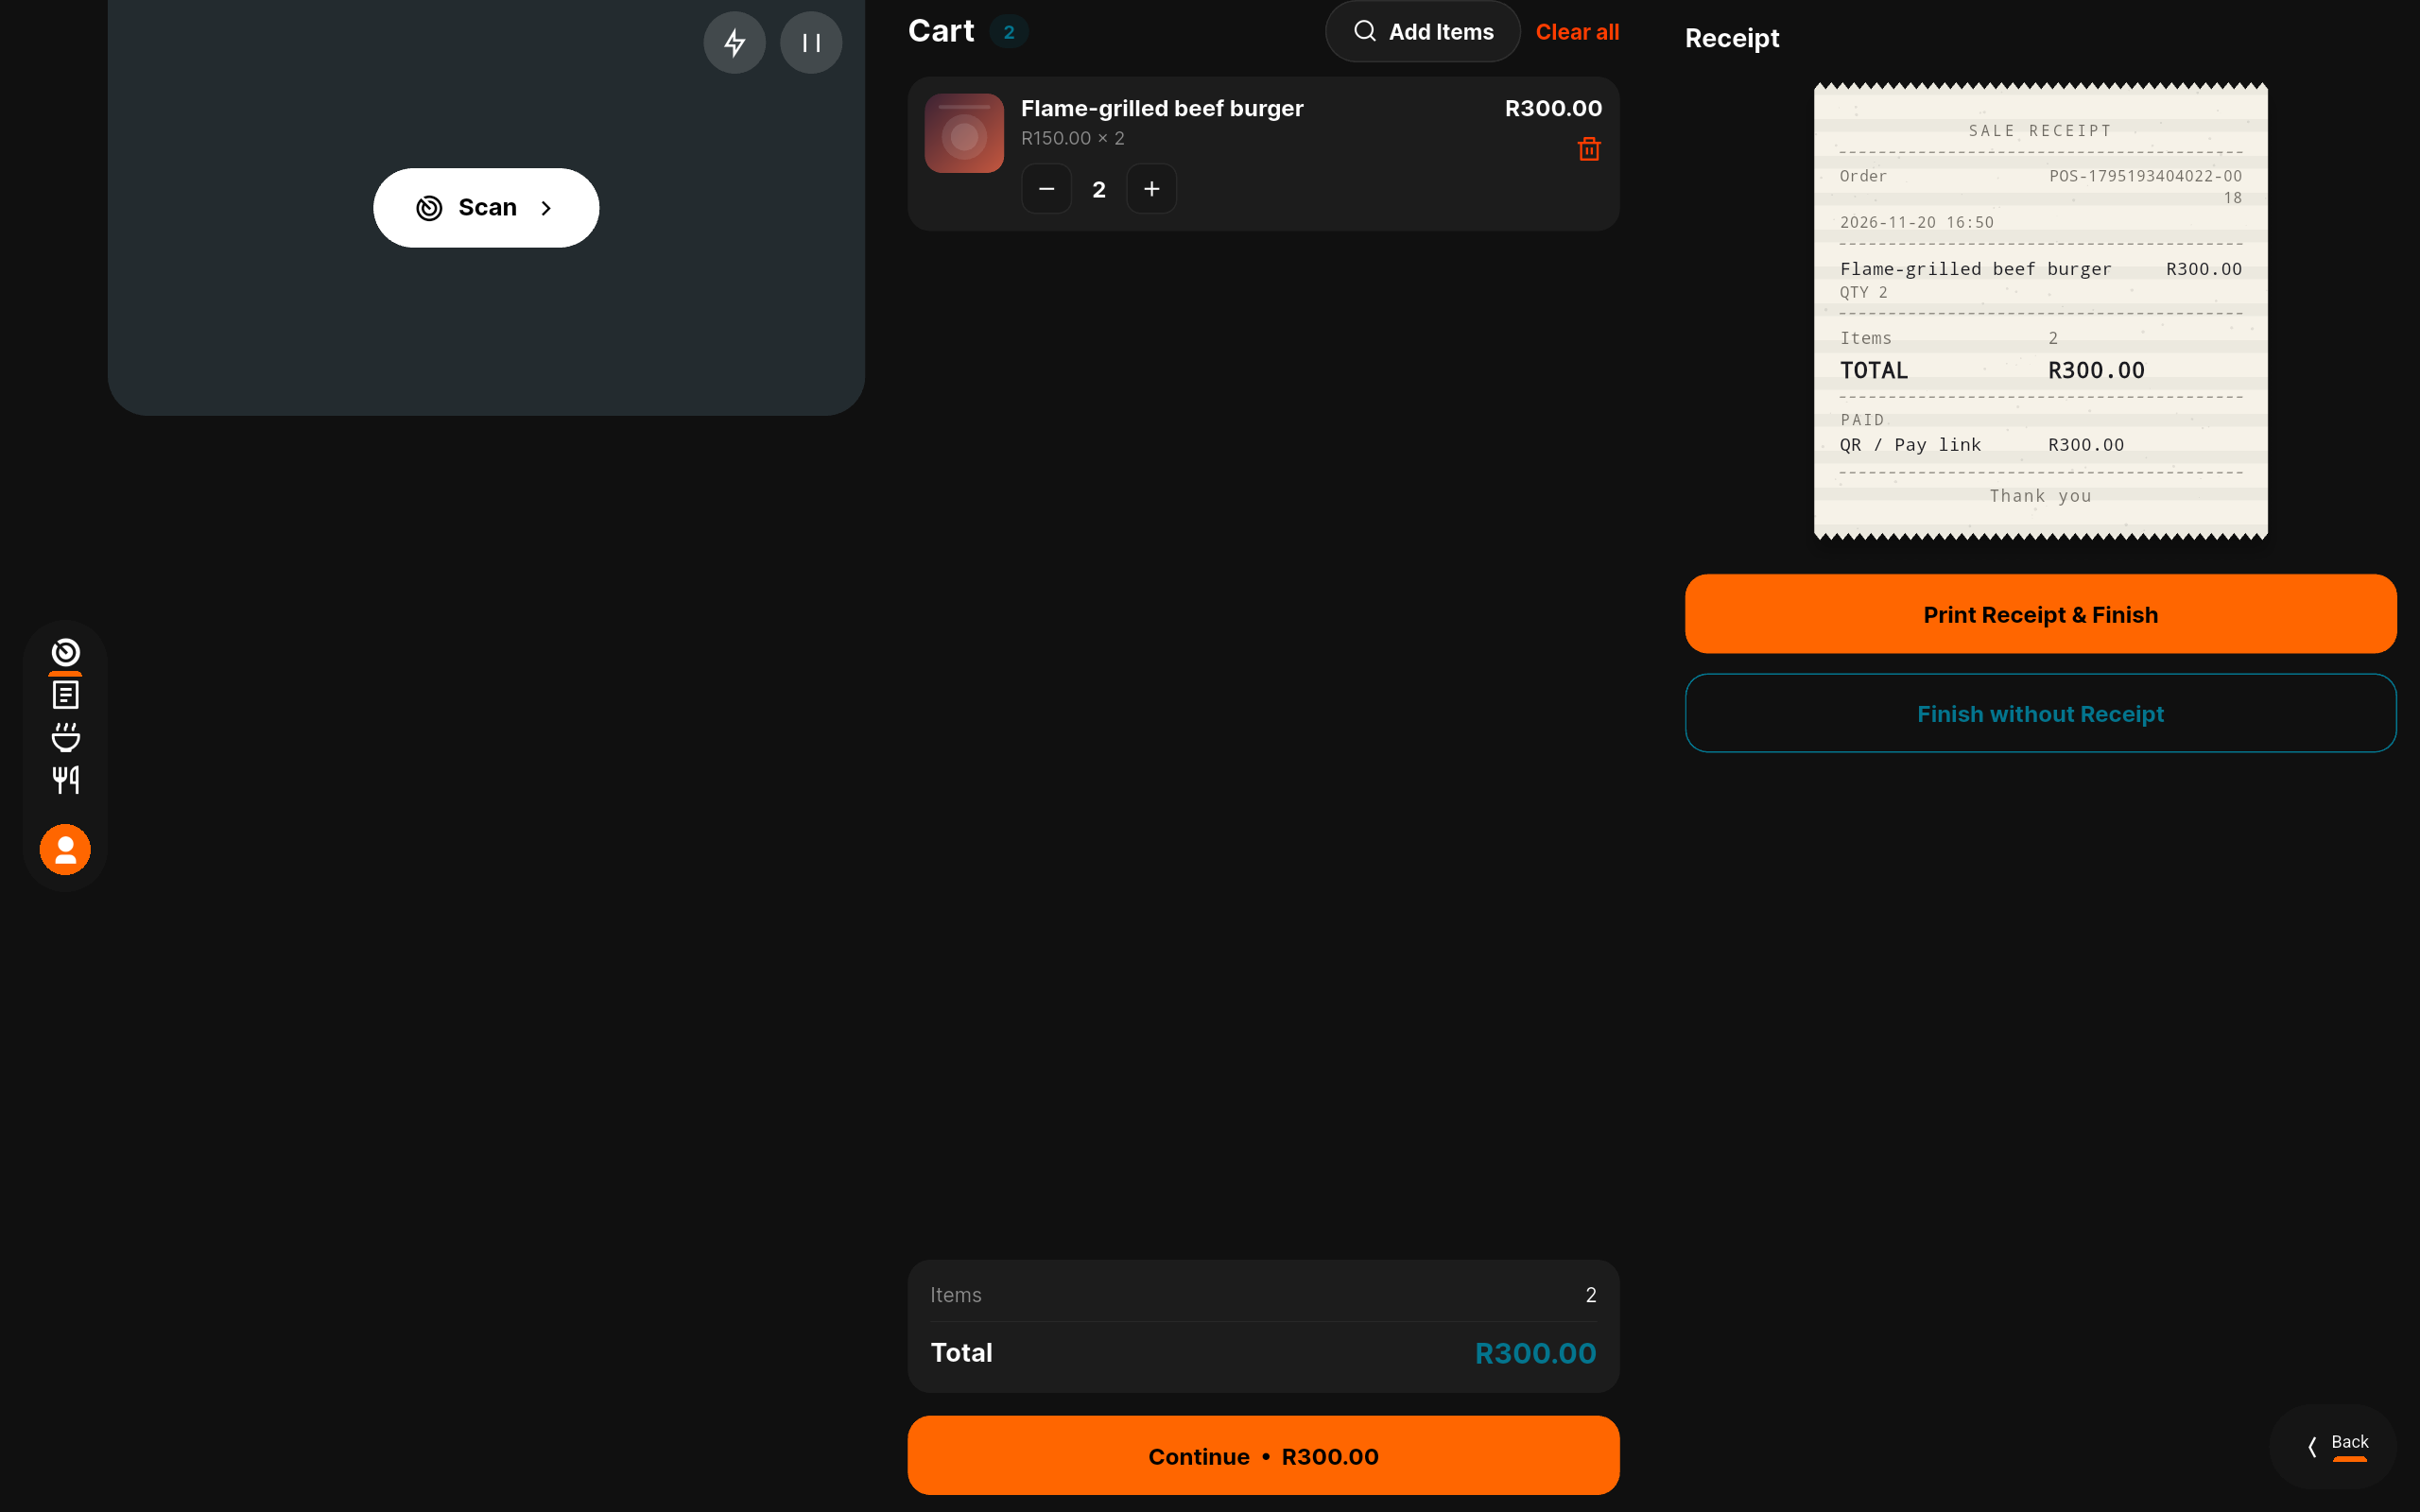 Scan
Cart 2
Add Items
Clear all
Flame-grilled beef burger R300.00
R150.00 × 2
2
Items 2
Total R300.00
Continue • R300.00
Receipt
SALE RECEIPT
Order POS-1795193404022-00
18
2026-11-20 16:50
Flame-grilled beef burger R300.00
QTY 2
Items 2
TOTAL R300.00
PAID
QR / Pay link R300.00
Thank you
Print Receipt & Finish
Finish without Receipt
Back